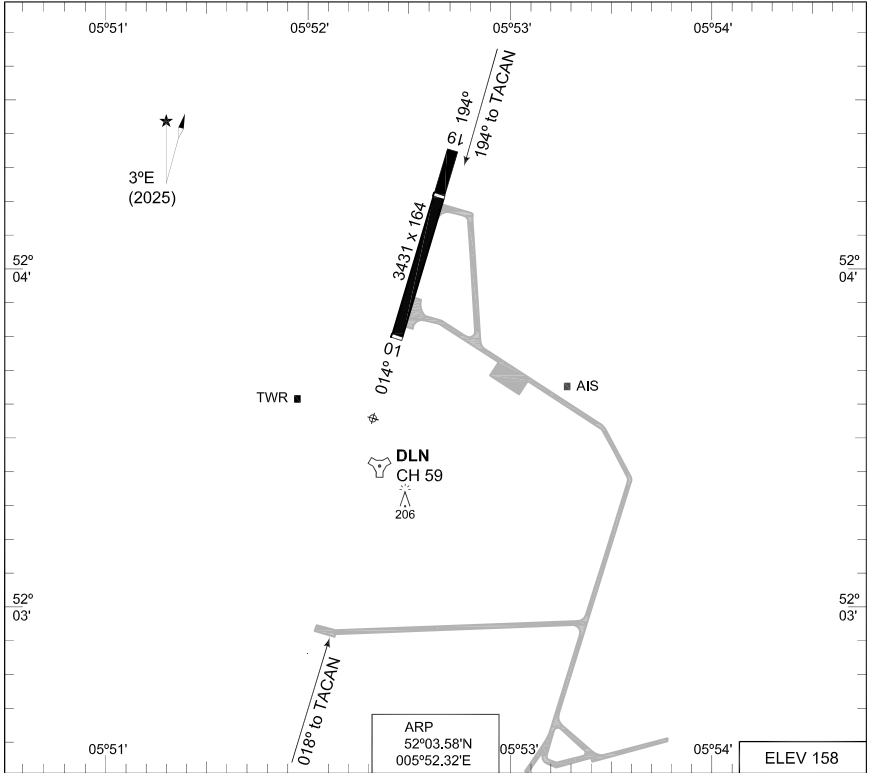 05º51' 05º52' 05º53' 05º54'
194º
194º to TACAN
19
3ºE
(2025)
3431 x 164
52º
04'
52º
04'
01
014º
TWR
AIS
DLN
CH 59
206
52º
03'
52º
03'
018º to TACAN
ARP
52º03.58'N
005º52.32'E
05º51' 05º53' 05º54'
ELEV 158